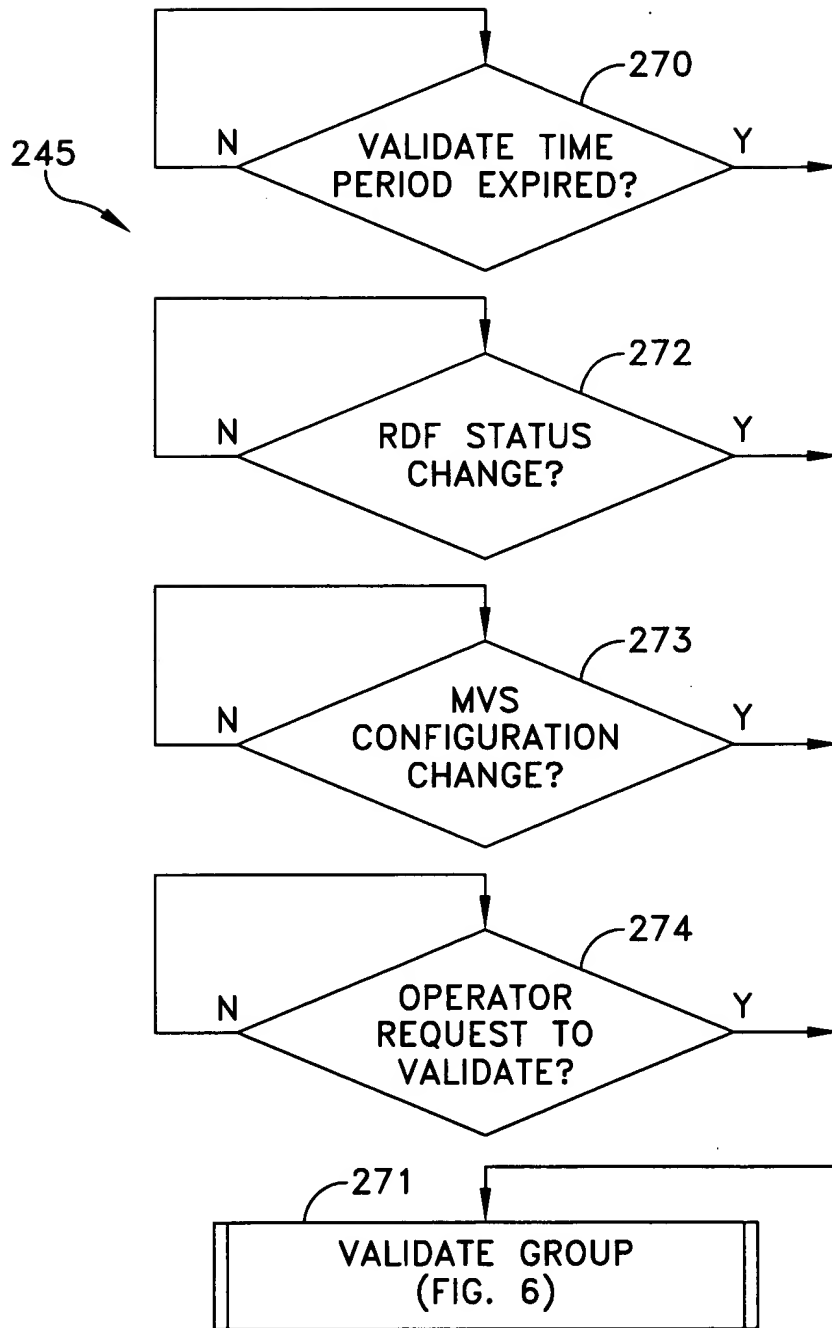 270
245
N
VALIDATE TIME
PERIOD EXPIRED?
Y
272
N
RDF STATUS
CHANGE?
Y
273
N
MVS
CONFIGURATION
CHANGE?
Y
274
N
OPERATOR
REQUEST TO
VALIDATE?
Y
271
VALIDATE GROUP
(FIG. 6)